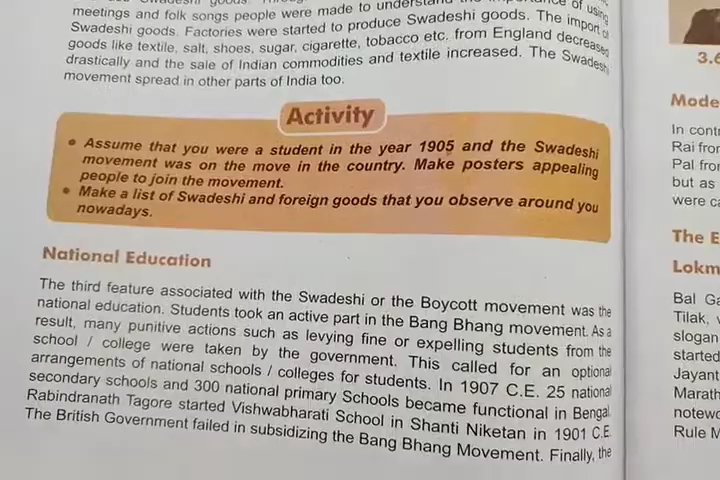 meetings and folk songs people were made to understand the importance of using
Swadeshi goods. Factories were started to produce Swadeshi goods. The import of
goods like textile, salt, shoes, sugar, cigarette, tobacco etc. from England decreased
drastically and the sale of Indian commodities and textile increased. The Swadeshi
movement spread in other parts of India too.
Activity
• Assume that you were a student in the year 1905 and the Swadeshi
movement was on the move in the country. Make posters appealing
people to join the movement.
• Make a list of Swadeshi and foreign goods that you observe around you
nowadays.
National Education
The third feature associated with the Swadeshi or the Boycott movement was the
national education. Students took an active part in the Bang Bhang movement. As a
result, many punitive actions such as levying fine or expelling students from the
school / college were taken by the government. This called for an optional
arrangements of national schools / colleges for students. In 1907 C.E. 25 national
secondary schools and 300 national primary Schools became functional in Bengal.
Rabindranath Tagore started Vishwabharati School in Shanti Niketan in 1901 C.E.
The British Government failed in subsidizing the Bang Bhang Movement. Finally, the
3.6
Mode
In contr
Rai from
Pal from
but as
were ca
The E
Lokm
Bal Ga
Tilak,
slogan
started
Jayant
Marath
notewo
Rule M